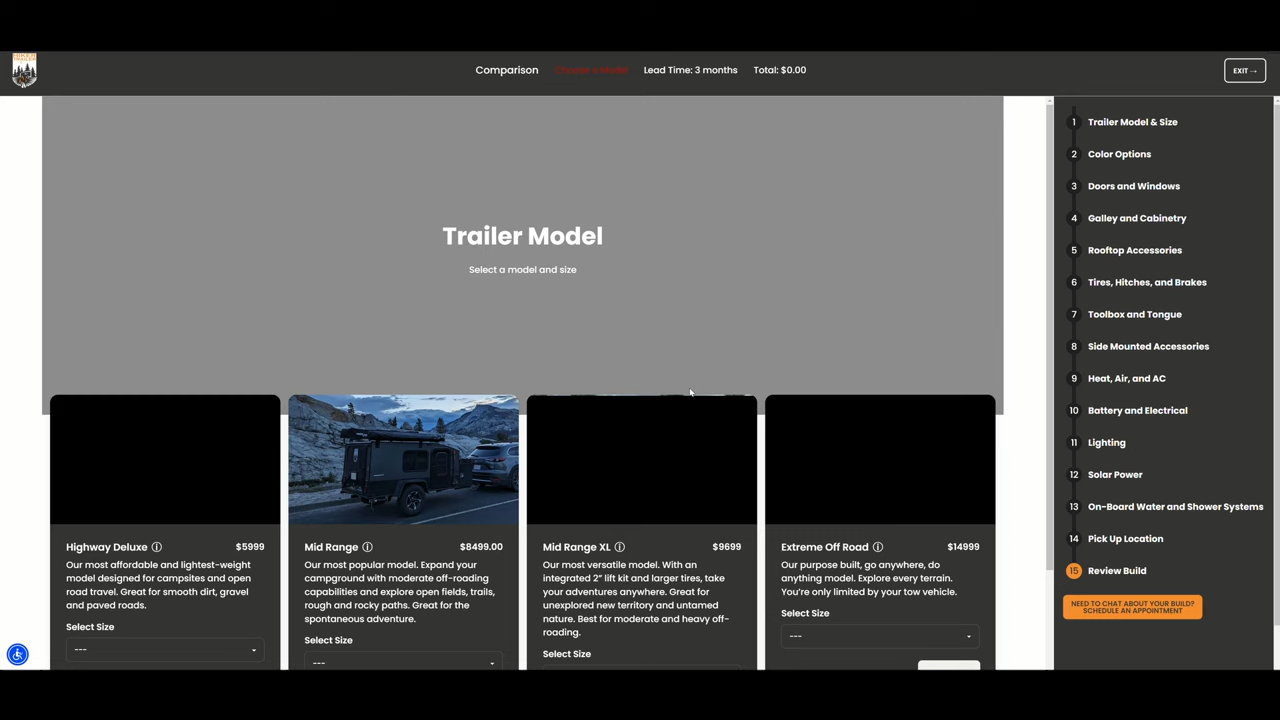 HIKER
TRAILER
Comparison
Choose a Model
Lead Time: 3 months
Total: $0.00
EXIT →
Trailer Model
Select a model and size
Highway Deluxe
$5999
Our most affordable and lightest-weight
model designed for campsites and open
road travel. Great for smooth dirt, gravel
and paved roads.
Select Size
---
Mid Range
$8499.00
Our most popular model. Expand your
campground with moderate off-roading
capabilities and explore open fields, trails,
rough and rocky paths. Great for the
spontaneous adventure.
Select Size
---
Mid Range XL
$9699
Our most versatile model. With an
integrated 2" lift kit and larger tires, take
your adventures anywhere. Great for
unexplored new territory and untamed
nature. Best for moderate and heavy off-
roading.
Select Size
Extreme Off Road
$14999
Our purpose built, go anywhere, do
anything model. Explore every terrain.
You're only limited by your tow vehicle.
Select Size
---
1 Trailer Model & Size
2 Color Options
3 Doors and Windows
4 Galley and Cabinetry
5 Rooftop Accessories
6 Tires, Hitches, and Brakes
7 Toolbox and Tongue
8 Side Mounted Accessories
9 Heat, Air, and AC
10 Battery and Electrical
11 Lighting
12 Solar Power
13 On-Board Water and Shower Systems
14 Pick Up Location
15 Review Build
NEED TO CHAT ABOUT YOUR BUILD?
SCHEDULE AN APPOINTMENT